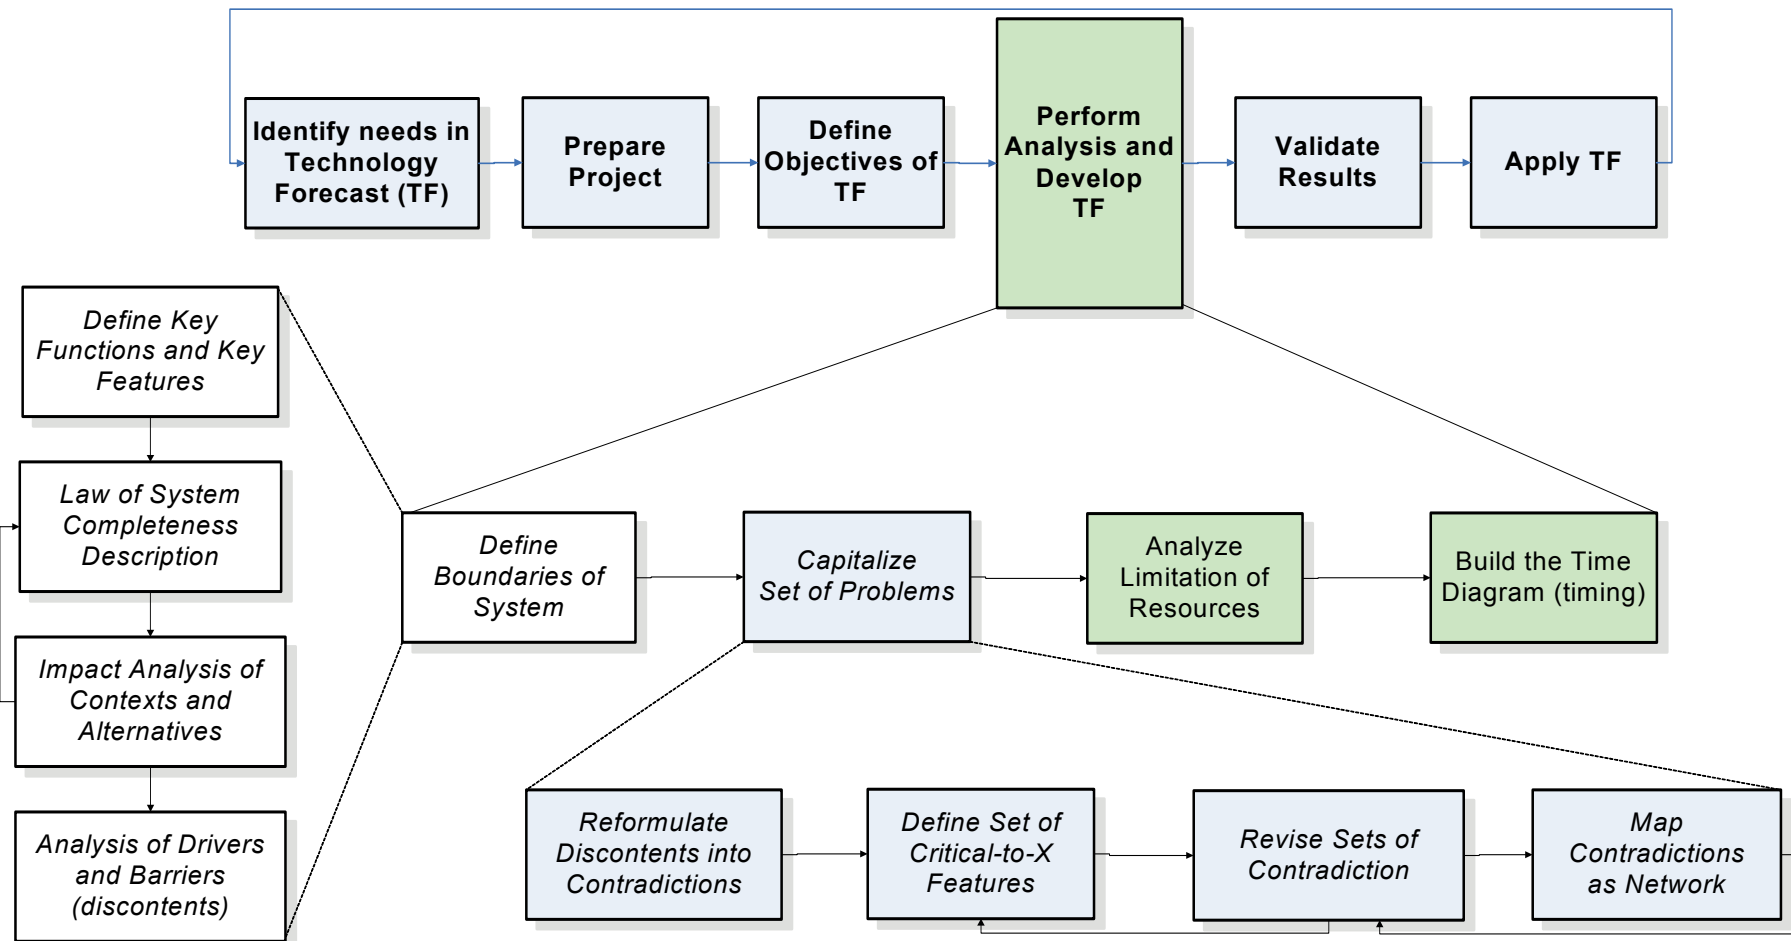 Identify needs in
Technology
Forecast (TF)
Prepare
Project
Define
Objectives of
TF
Perform
Analysis and
Develop
TF
Validate
Results
Apply TF
Define Key
Functions and Key
Features
Law of System
Completeness
Description
Impact Analysis of
Contexts and
Alternatives
Analysis of Drivers
and Barriers
(discontents)
Define
Boundaries of
System
Capitalize
Set of Problems
Analyze
Limitation of
Resources
Build the Time
Diagram (timing)
Reformulate
Discontents into
Contradictions
Define Set of
Critical-to-X
Features
Revise Sets of
Contradiction
Map
Contradictions
as Network